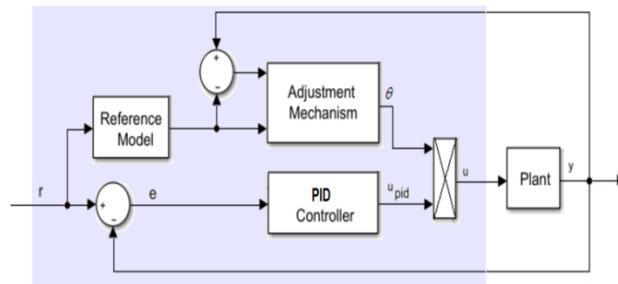 +
−
Adjustment
Mechanism
θ
Reference
Model
r
+
−
e
PID
Controller
u pid
u
Plant
y